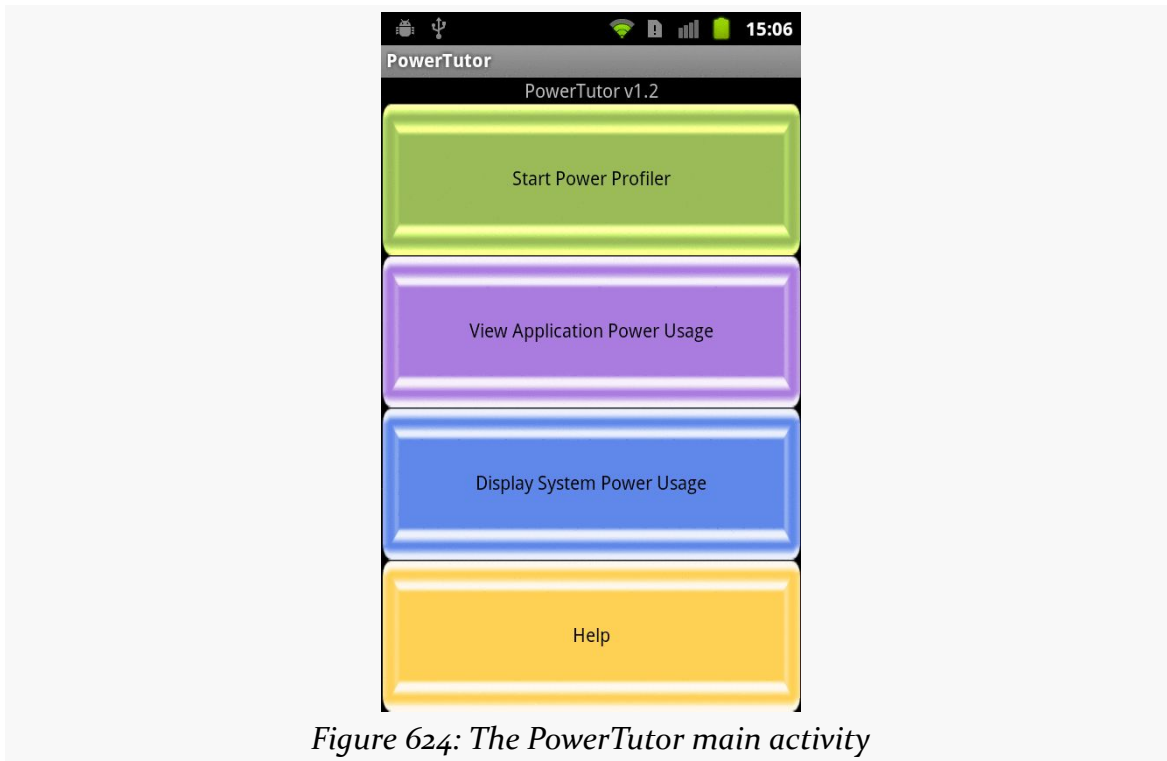 15:06
PowerTutor
PowerTutor v1.2
Start Power Profiler
View Application Power Usage
Display System Power Usage
Help
Figure 624: The PowerTutor main activity